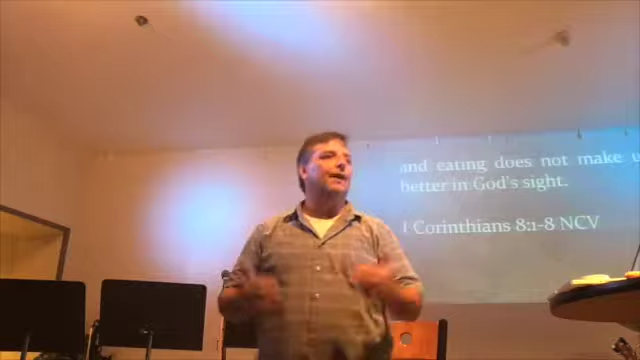 and eating does not make
better in God's sight.
1 Corinthians 8:1-8 NCV